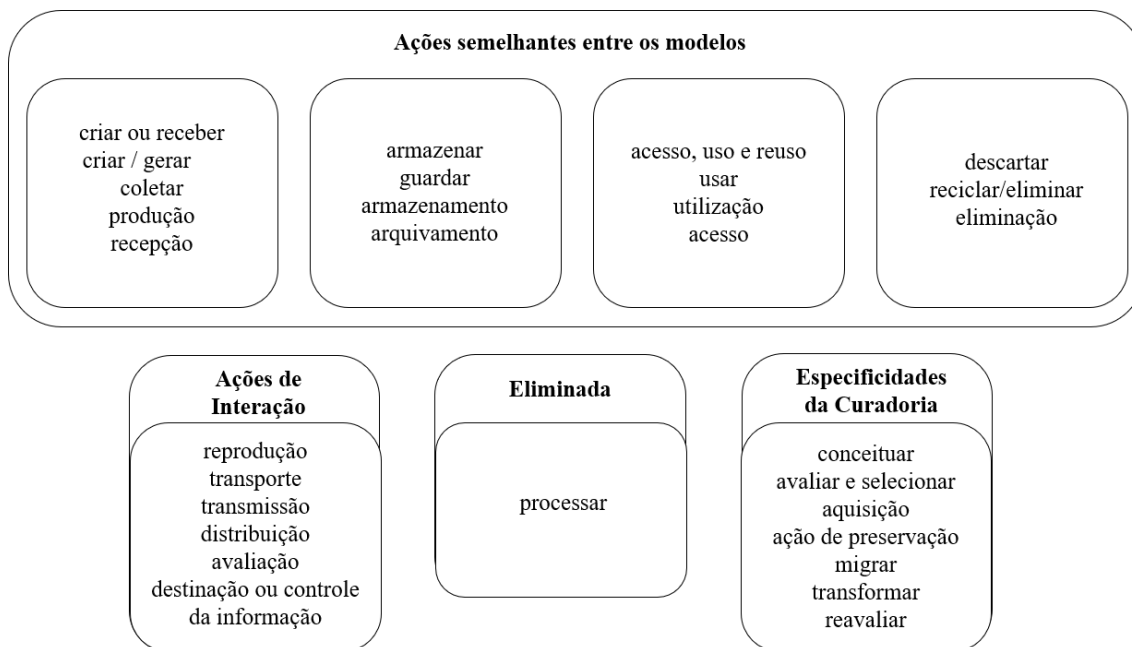 Ações semelhantes entre os modelos
criar ou receber
criar / gerar
coletar
produção
recepção
armazenar
guardar
armazenamento
arquivamento
acesso, uso e reuso
usar
utilização
acesso
descartar
reciclar/eliminar
eliminação
Ações de
Interação
reprodução
transporte
transmissão
distribuição
avaliação
destinação ou controle
da informação
Eliminada
processar
Especificidades
da Curadoria
conceituar
avaliar e selecionar
aquisição
ação de preservação
migrar
transformar
reavaliar